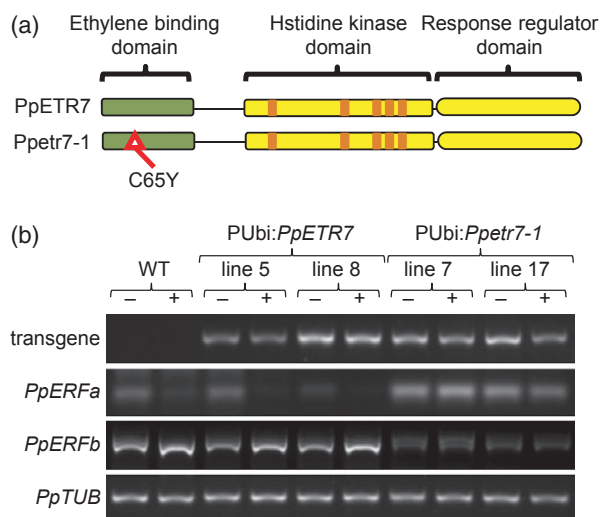 (a)
Ethylene binding domain
Hstidine kinase domain
Response regulator domain
PpETR7
Ppetr7-1
C65Y
(b)
PUbi:PpETR7 PUbi:Ppetr7-1
WT line 5 line 8 line 7 line 17
– + – + – + – + – +
transgene
PpERFa
PpERFb
PpTUB